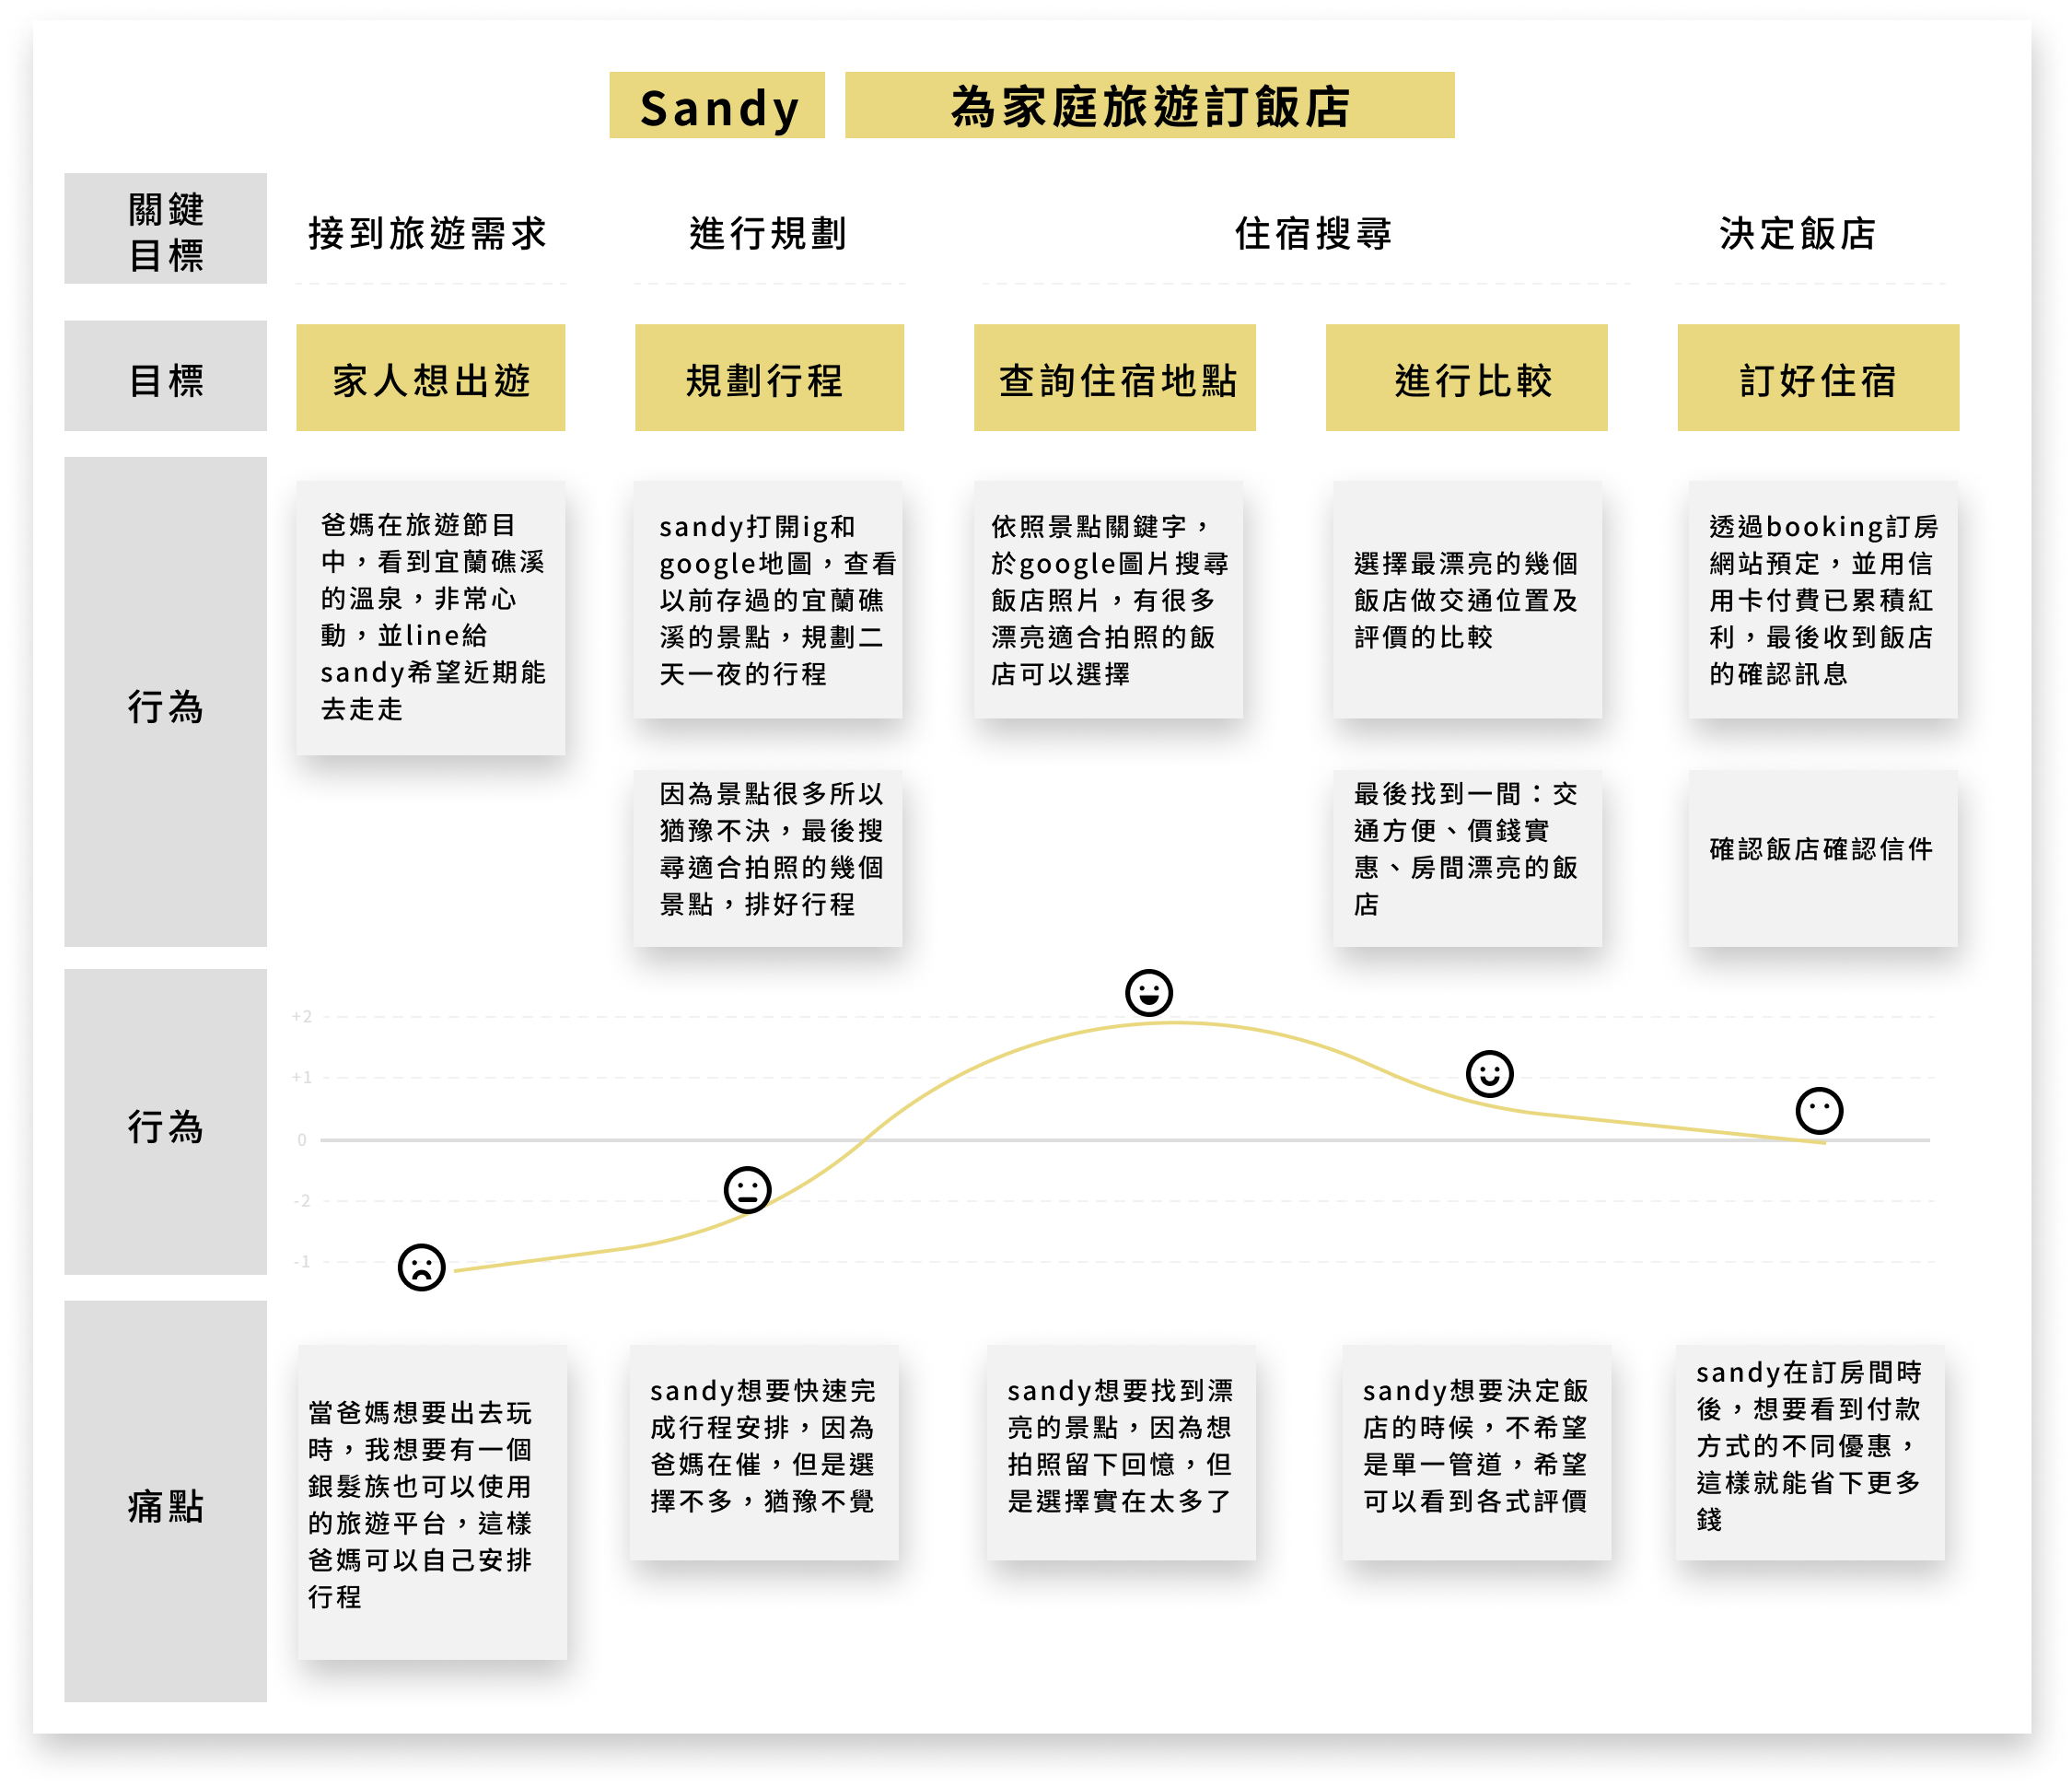 Sandy 為家庭旅遊訂飯店
關鍵
目標
接到旅遊需求
進行規劃
住宿搜尋
決定飯店
目標
家人想出遊
規劃行程
查詢住宿地點
進行比較
訂好住宿
行為
爸媽在旅遊節目
中，看到宜蘭礁溪
的溫泉，非常心
動，並line給
sandy希望近期能
去走走
sandy打開ig和
google地圖，查看
以前存過的宜蘭礁
溪的景點，規劃二
天一夜的行程
依照景點關鍵字，
於google圖片搜尋
飯店照片，有很多
漂亮適合拍照的飯
店可以選擇
選擇最漂亮的幾個
飯店做交通位置及
評價的比較
透過booking訂房
網站預定，並用信
用卡付費已累積紅
利，最後收到飯店
的確認訊息
因為景點很多所以
猶豫不決，最後搜
尋適合拍照的幾個
景點，排好行程
最後找到一間：交
通方便、價錢實
惠、房間漂亮的飯
店
確認飯店確認信件
行為
+2
+1
0
-2
-1
痛點
當爸媽想要出去玩
時，我想要有一個
銀髮族也可以使用
的旅遊平台，這樣
爸媽可以自己安排
行程
sandy想要快速完
成行程安排，因為
爸媽在催，但是選
擇不多，猶豫不覺
sandy想要找到漂
亮的景點，因為想
拍照留下回憶，但
是選擇實在太多了
sandy想要決定飯
店的時候，不希望
是單一管道，希望
可以看到各式評價
sandy在訂房間時
後，想要看到付款
方式的不同優惠，
這樣就能省下更多
錢